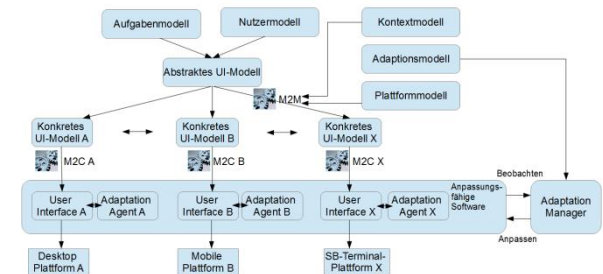 Aufgabenmodell
Nutzermodell
Kontextmodell
Adaptionsmodell
Abstraktes UI-Modell
M2M
Plattformmodell
Konkretes
UI-Modell A
Konkretes
UI-Modell B
Konkretes
UI-Modell X
M2C A
M2C B
M2C X
Beobachten
User
Interface A
Adaptation
Agent A
User
Interface B
Adaptation
Agent B
User
Interface X
Adaptation
Agent X
Anpassungs-
fähige
Software
Adaptation
Manager
Anpassen
Desktop
Plattform A
Mobile
Plattform B
SB-Terminal-
Plattform X